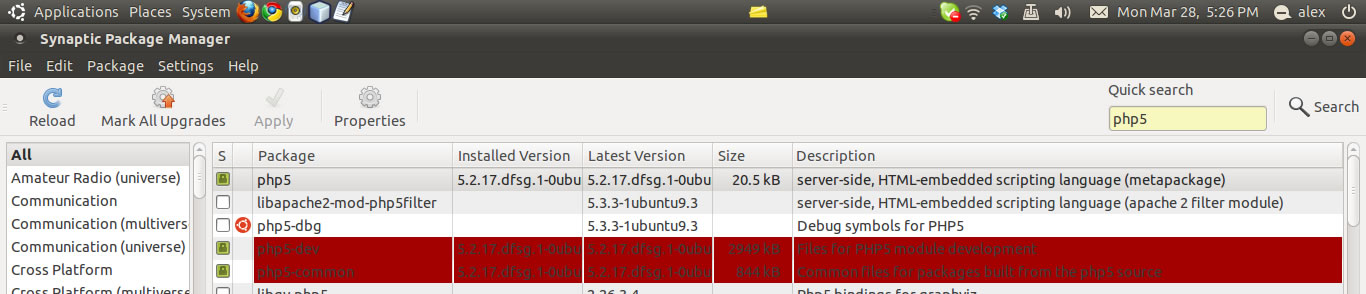 Applications Places System Mon Mar 28, 5:26 PM alex
Synaptic Package Manager
File Edit Package Settings Help
Reload Mark All Upgrades Apply Properties Quick search php5 Search
All
Amateur Radio (universe)
Communication
Communication (multivers
Communication (universe)
Cross Platform
Cross Platform (multivers
S Package Installed Version Latest Version Size Description
php5 5.2.17.dfsg.1-0ubu 5.2.17.dfsg.1-0ubu 20.5 kB server-side, HTML-embedded scripting language (metapackage)
libapache2-mod-php5filter 5.3.3-1ubuntu9.3 server-side, HTML-embedded scripting language (apache 2 filter module)
php5-dbg 5.3.3-1ubuntu9.3 Debug symbols for PHP5
php5-dev 5.2.17.dfsg.1-0ubu 5.2.17.dfsg.1-0ubu 2949 kB Files for PHP5 module development
php5-common 5.2.17.dfsg.1-0ubu 5.2.17.dfsg.1-0ubu 844 kB Common files for packages built from the php5 source
libgv-php5 2.26.3-4 Php5 bindings for graphviz